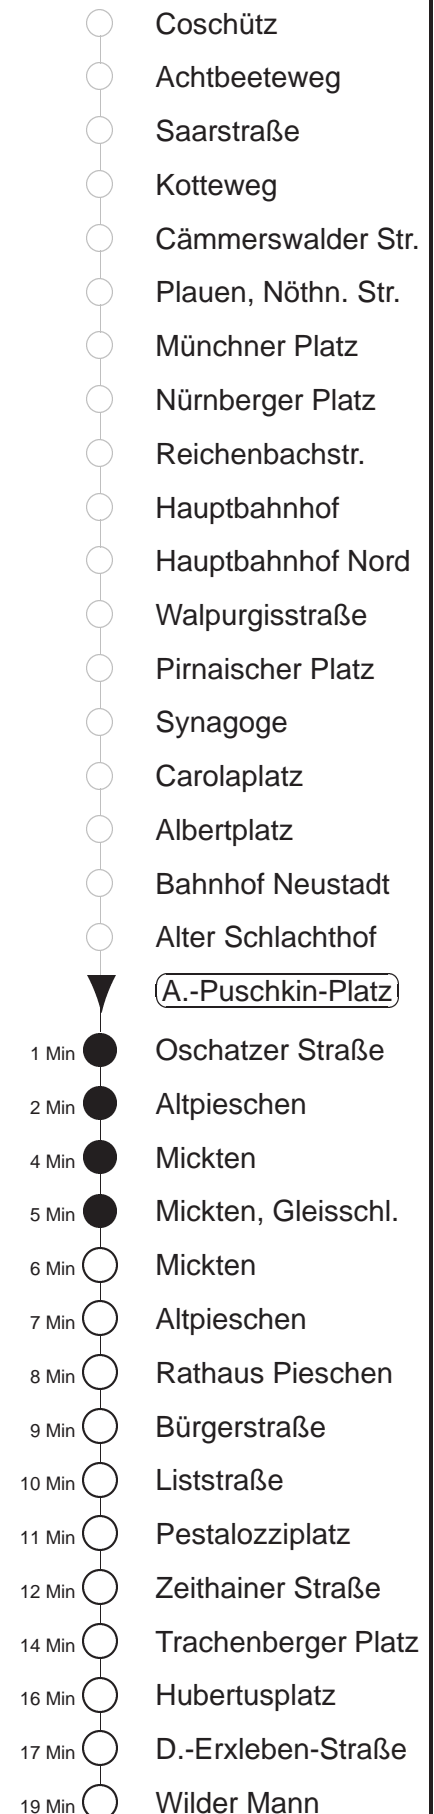 Coschütz
Achtbeeteweg
Saarstraße
Kotteweg
Cämmerswalder Str.
Plauen, Nöthn. Str.
Münchner Platz
Nürnberger Platz
Reichenbachstr.
Hauptbahnhof
Hauptbahnhof Nord
Walpurgisstraße
Pirnaischer Platz
Synagoge
Carolaplatz
Albertplatz
Bahnhof Neustadt
Alter Schlachthof
A.-Puschkin-Platz
1 Min Oschatzer Straße
2 Min Altpieschen
4 Min Mickten
5 Min Mickten, Gleisschl.
6 Min Mickten
7 Min Altpieschen
8 Min Rathaus Pieschen
9 Min Bürgerstraße
10 Min Liststraße
11 Min Pestalozziplatz
12 Min Zeithainer Straße
14 Min Trachenberger Platz
16 Min Hubertusplatz
17 Min D.-Erxleben-Straße
19 Min Wilder Mann